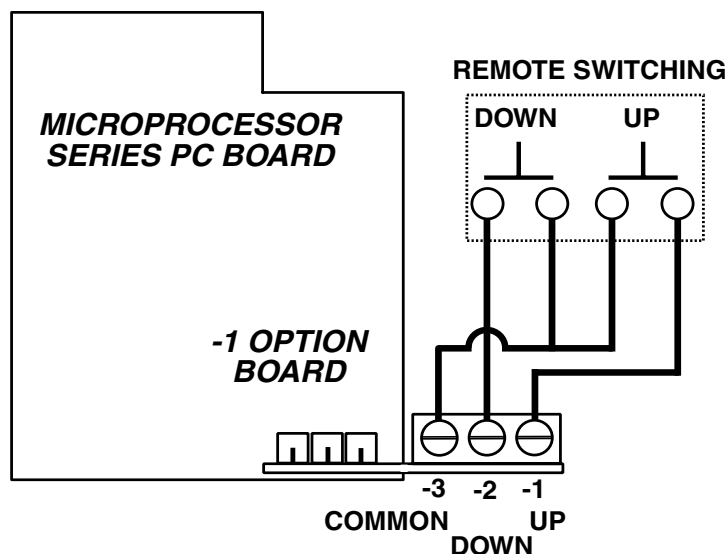 REMOTE SWITCHING
DOWN UP
MICROPROCESSOR
SERIES PC BOARD
-1 OPTION
BOARD
-3 -2 -1
COMMON UP
DOWN